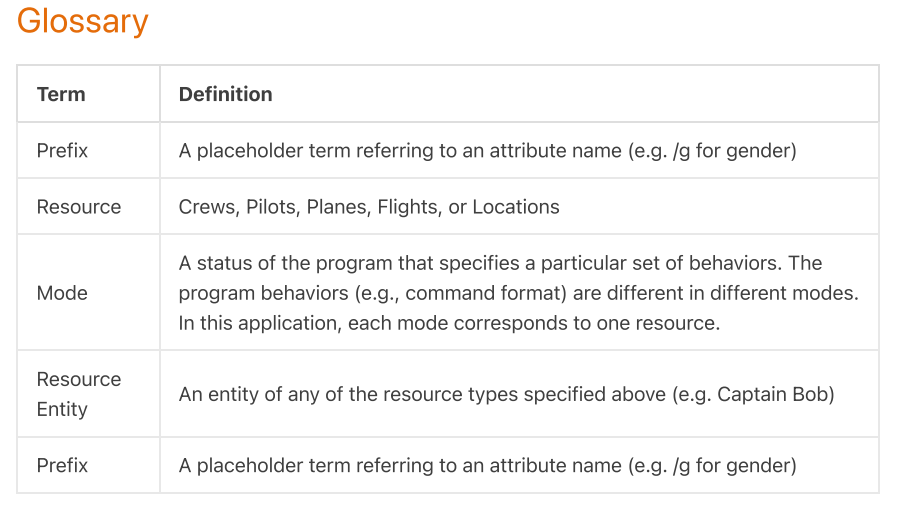 Glossary
Term
Definition
Prefix
A placeholder term referring to an attribute name (e.g. /g for gender)
Resource
Crews, Pilots, Planes, Flights, or Locations
Mode
A status of the program that specifies a particular set of behaviors. The
program behaviors (e.g., command format) are different in different modes.
In this application, each mode corresponds to one resource.
Resource
Entity
An entity of any of the resource types specified above (e.g. Captain Bob)
Prefix
A placeholder term referring to an attribute name (e.g. /g for gender)